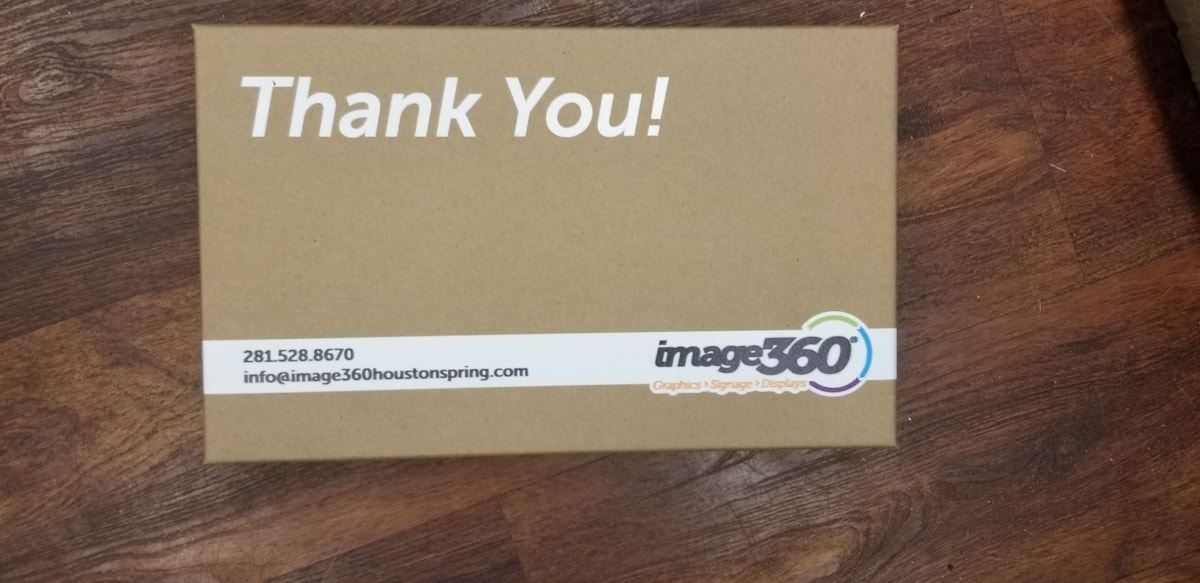 Thank You!
281.528.8670
info@image360houstonspring.com
image360®
Graphics › Signage › Displays